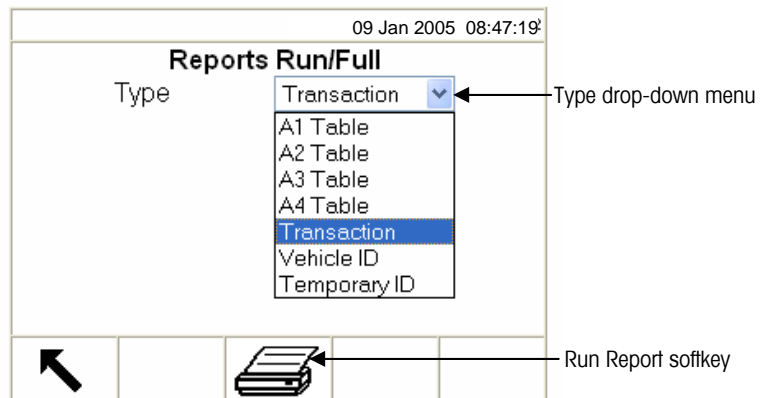 09 Jan 2005 08:47:19
Reports Run/Full
Type Transaction Type drop-down menu
A1 Table
A2 Table
A3 Table
A4 Table
Transaction
Vehicle ID
Temporary ID
Run Report softkey